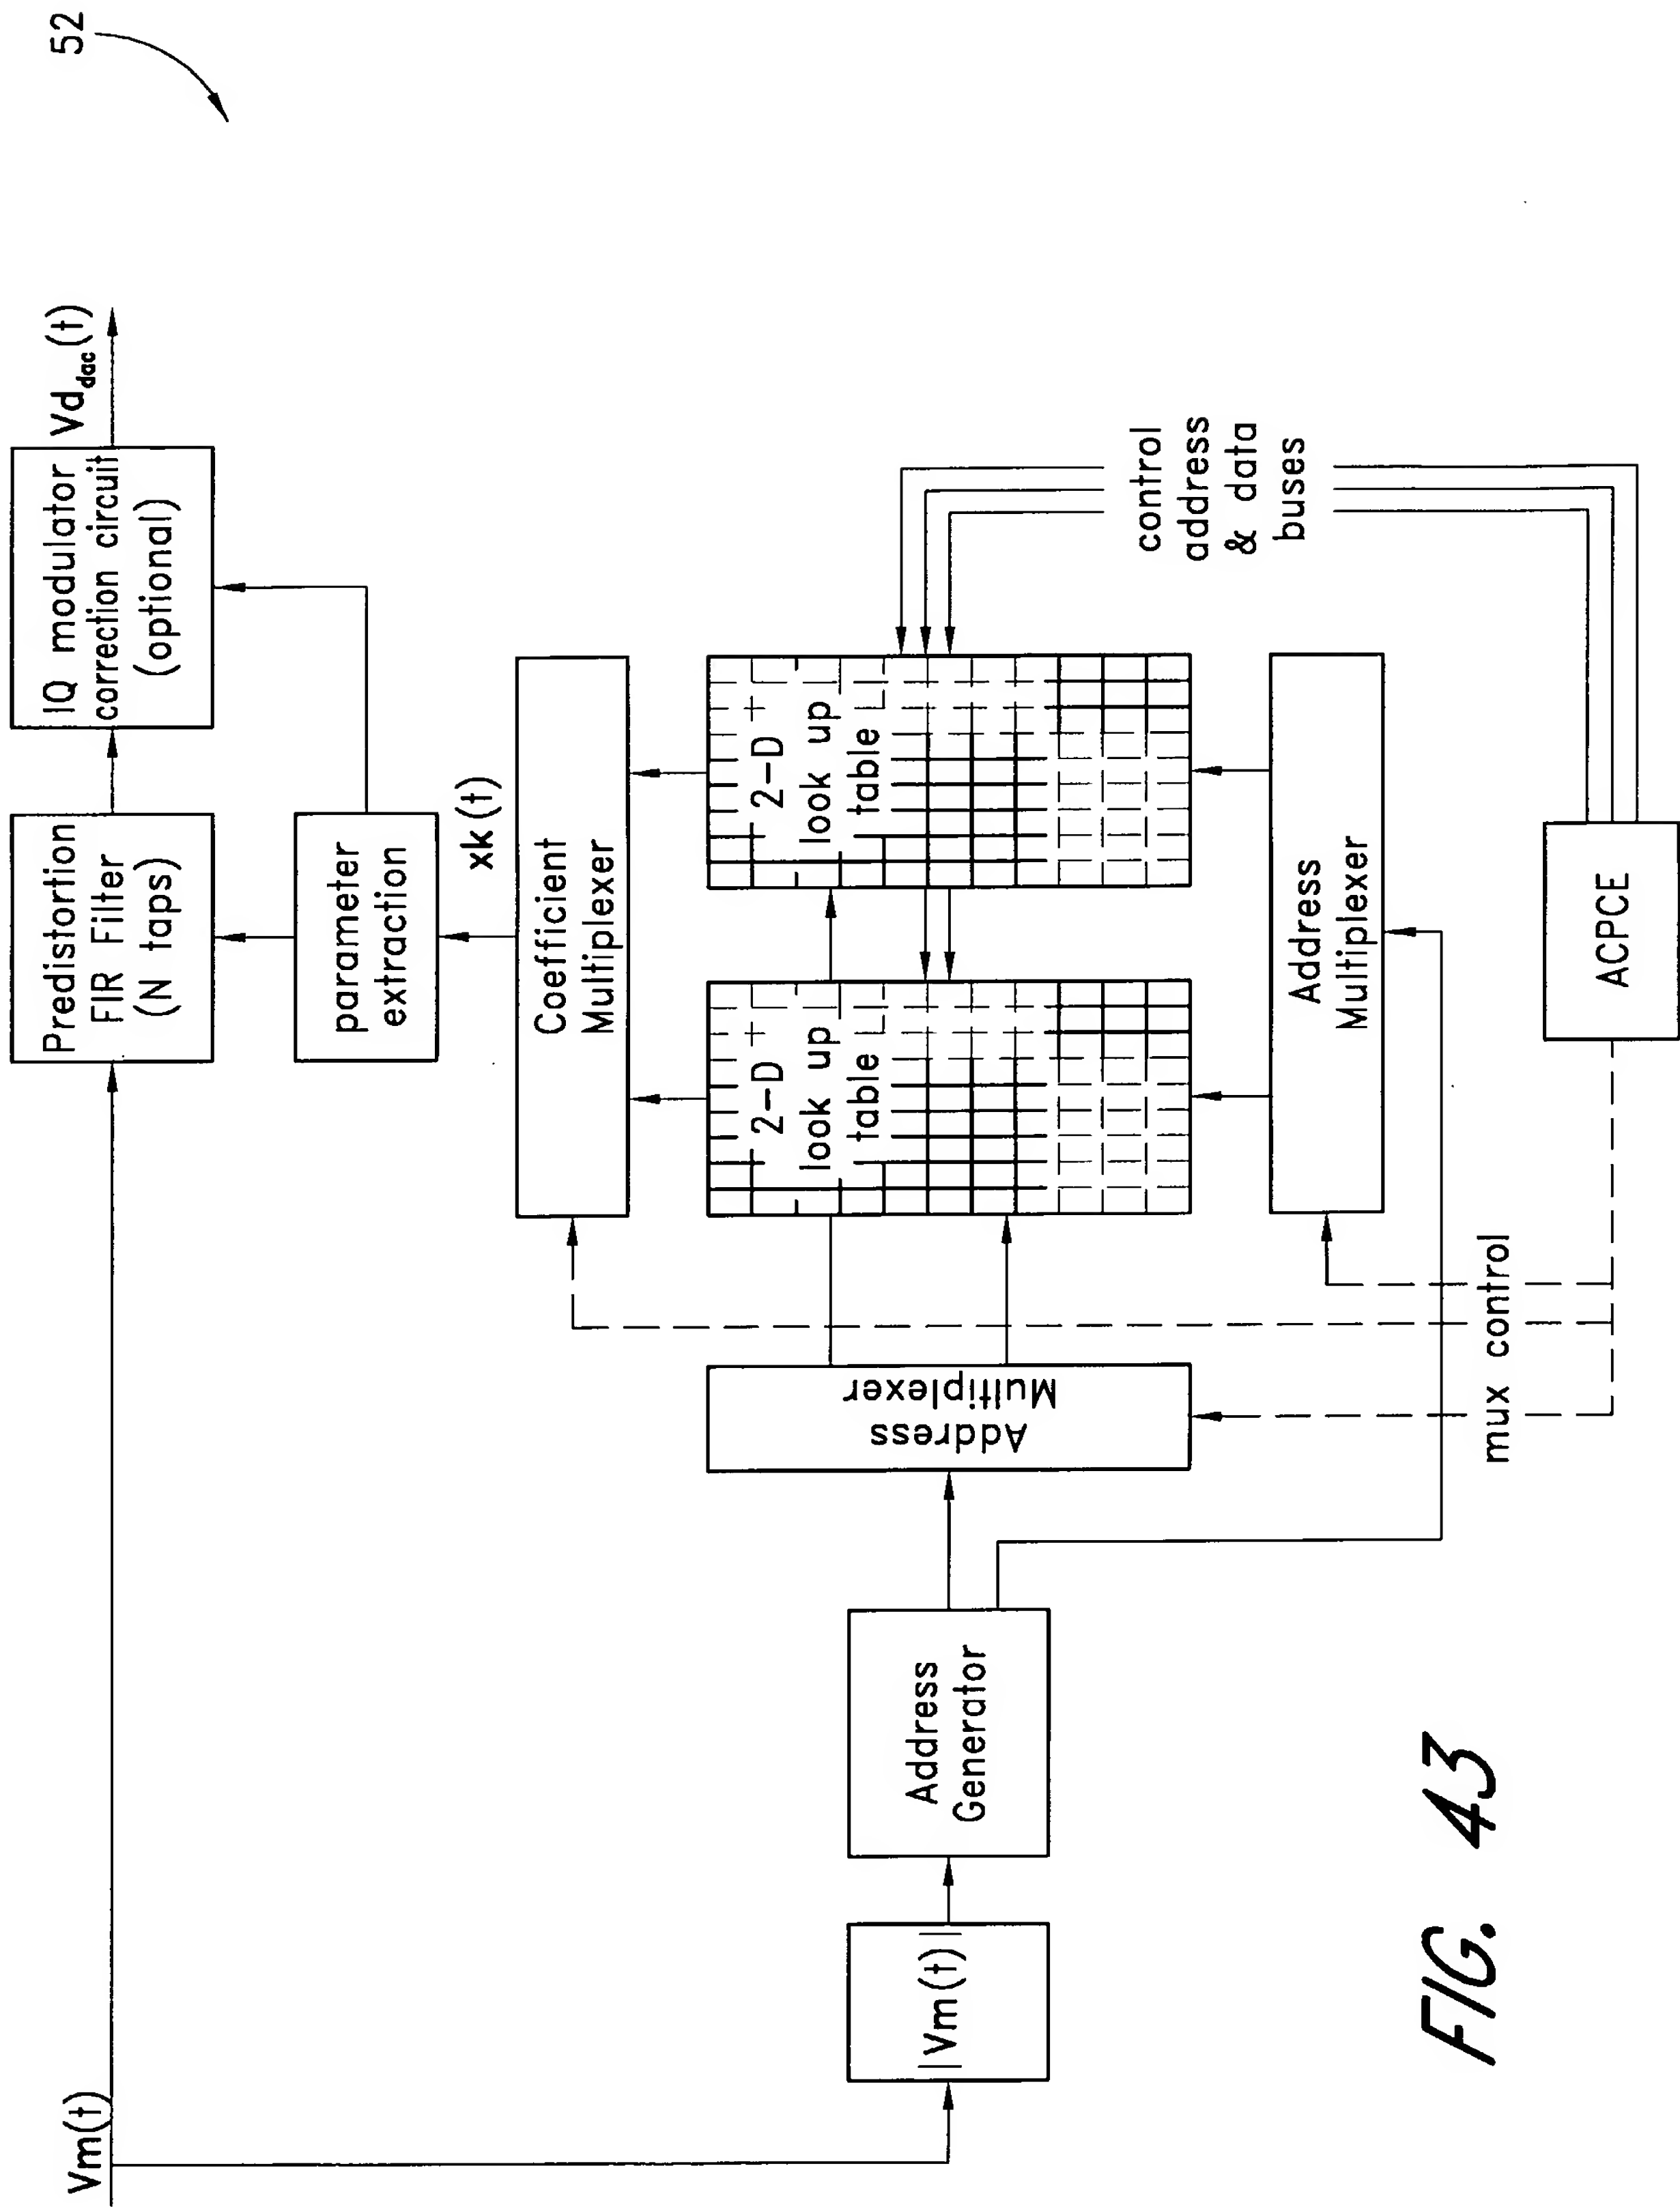 52
Vm(t)
Predistortion
FIR Filter
(N taps)
IQ modulator
correction circuit
(optional)
Vd_dac(t)
parameter
extraction
xk(t)
Coefficient
Multiplexer
2-D
look up
table
2-D
look up
table
|Vm(t)|
Address
Generator
Address
Multiplexer
Address
Multiplexer
control
address
& data
buses
mux control
ACPCE
FIG. 43